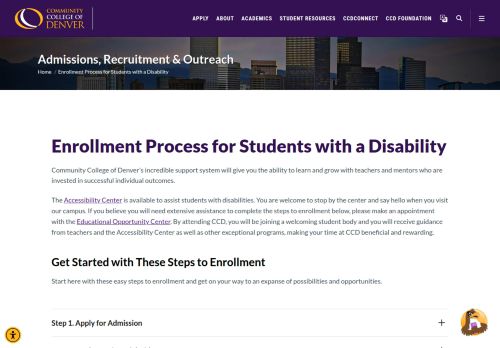 COMMUNITY
COLLEGE OF
DENVER
APPLY ABOUT ACADEMICS STUDENT RESOURCES CCDCONNECT CCD FOUNDATION
Admissions, Recruitment & Outreach
Home / Enrollment Process for Students with a Disability
Enrollment Process for Students with a Disability
Community College of Denver's incredible support system will give you the ability to learn and grow with teachers and mentors who are
invested in successful individual outcomes.
The Accessibility Center is available to assist students with disabilities. You are welcome to stop by the center and say hello when you visit
our campus. If you believe you will need extensive assistance to complete the steps to enrollment below, please make an appointment
with the Educational Opportunity Center. By attending CCD, you will be joining a welcoming student body and you will receive guidance
from teachers and the Accessibility Center as well as other exceptional programs, making your time at CCD beneficial and rewarding.
Get Started with These Steps to Enrollment
Start here with these easy steps to enrollment and get on your way to an expanse of possibilities and opportunities.
Step 1. Apply for Admission